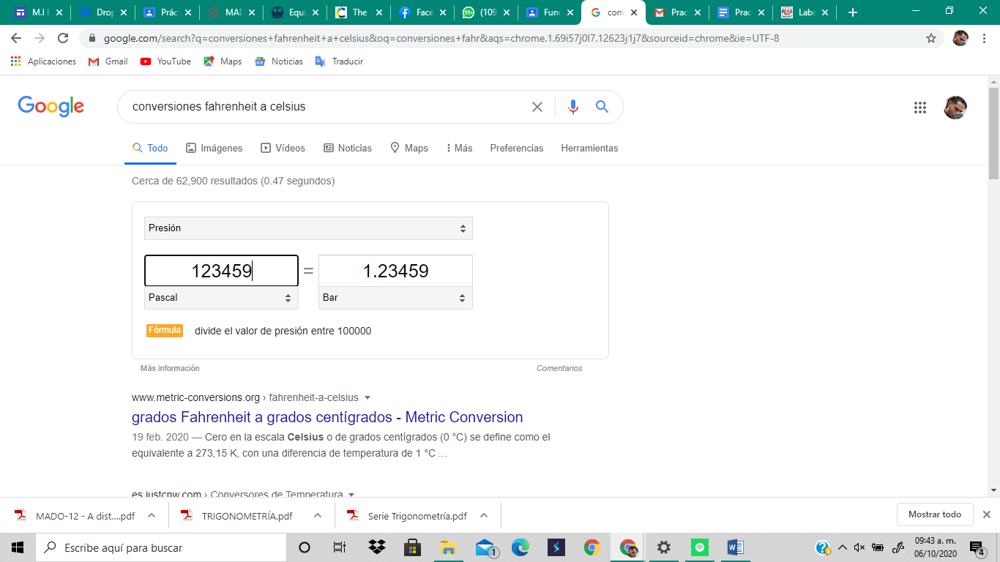 M.I F
Drop
Prác
MAD
Equi
The
Face
(109
Func
conv
Prac
Prac
Labo
google.com/search?q=conversiones+fahrenheit+a+celsius&oq=conversiones+fahr&aqs=chrome.1.69i57j0l7.12623j1j7&sourceid=chrome&ie=UTF-8
Aplicaciones Gmail YouTube Maps Noticias Traducir
Google
conversiones fahrenheit a celsius
Todo Imágenes Vídeos Noticias Maps Más Preferencias Herramientas
Cerca de 62,900 resultados (0.47 segundos)
Presión
123459 = 1.23459
Pascal Bar
Fórmula divide el valor de presión entre 100000
Más información Comentarios
www.metric-conversions.org › fahrenheit-a-celsius
grados Fahrenheit a grados centígrados - Metric Conversion
19 feb. 2020 — Cero en la escala Celsius o de grados centígrados (0 °C) se define como el
equivalente a 273,15 K, con una diferencia de temperatura de 1 °C ...
es.justcnw.com › Conversores de Temperatura
MADO-12 - A dist....pdf TRIGONOMETRÍA.pdf Serie Trigonometría.pdf Mostrar todo
Escribe aquí para buscar
1
09:43 a. m.
06/10/2020
4